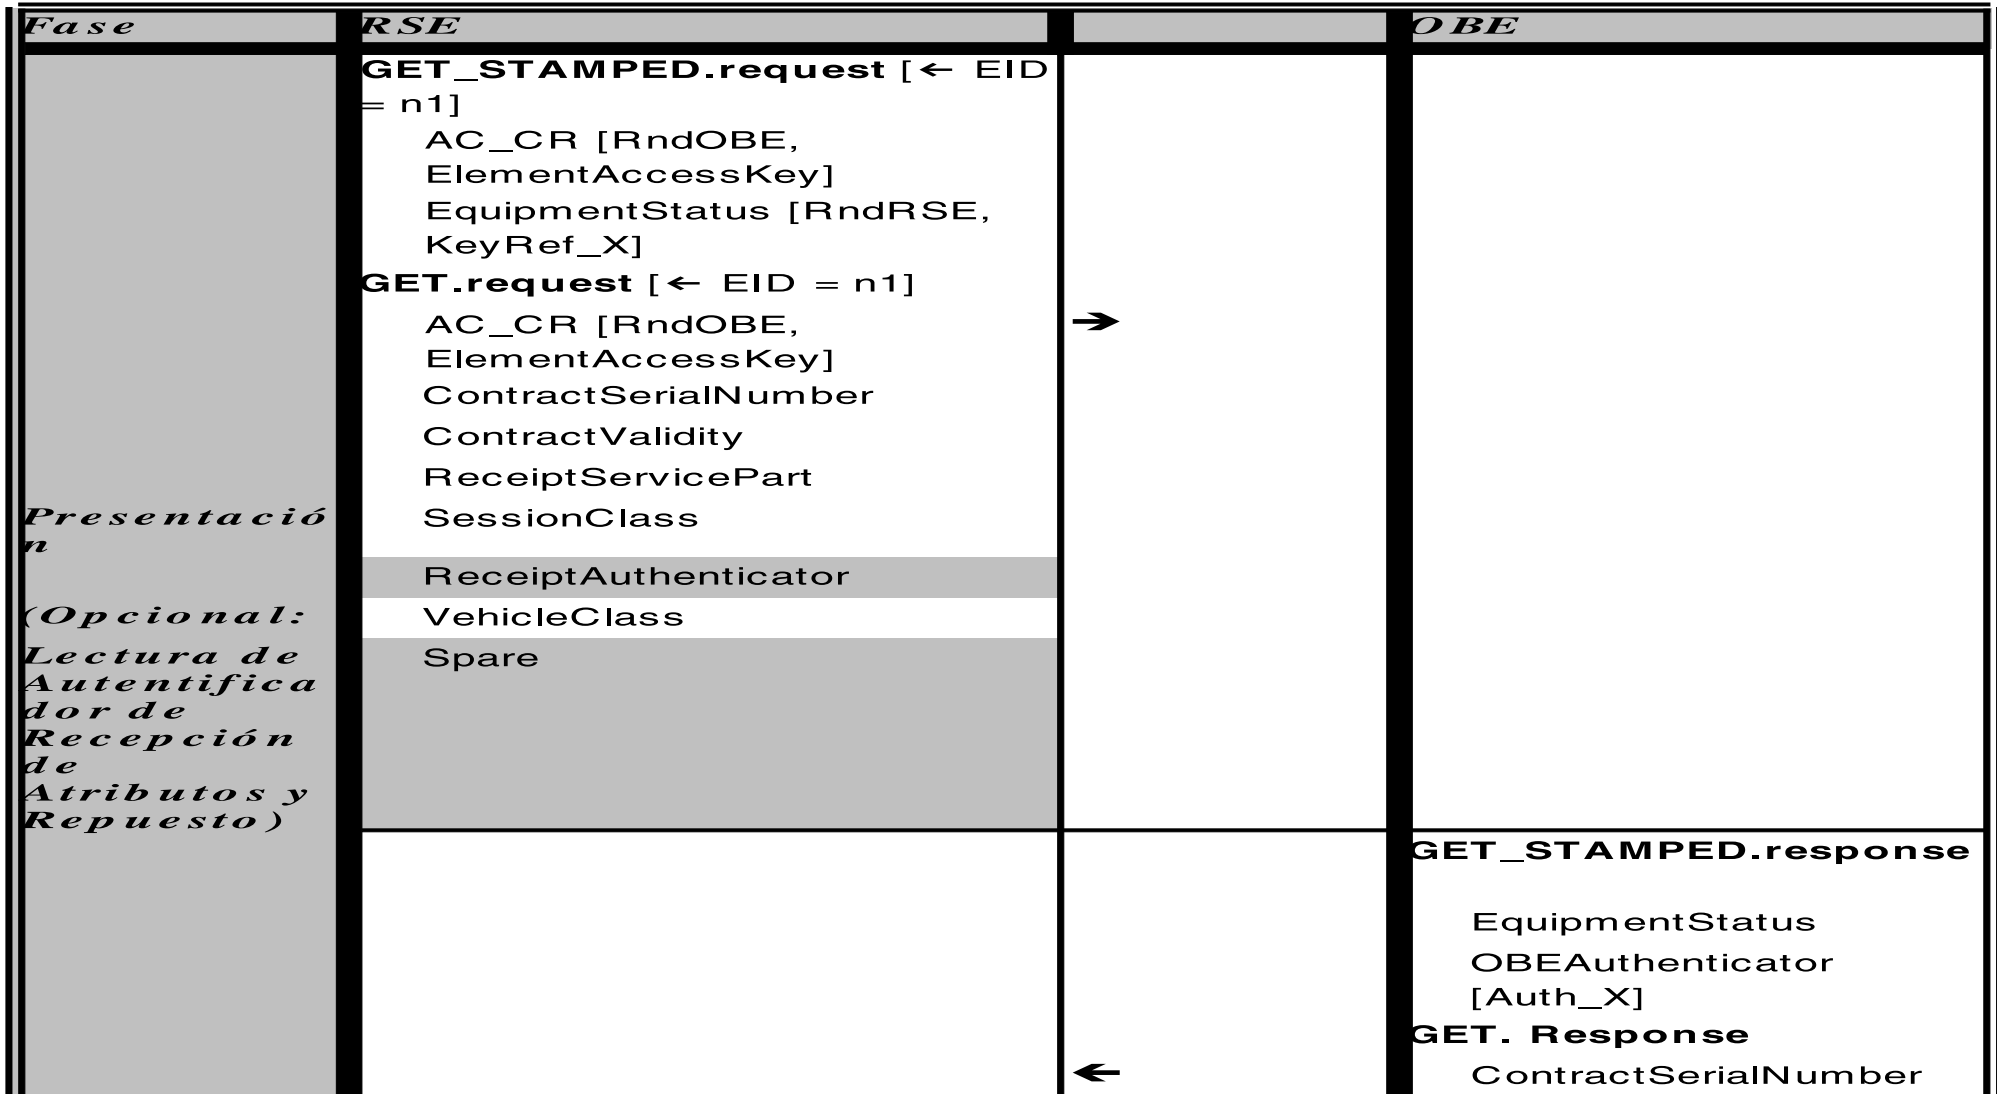 Fase RSE OBE
GET_STAMPED.request [← EID
= n1]
AC_CR [RndOBE,
ElementAccessKey]
EquipmentStatus [RndRSE,
KeyRef_X]
GET.request [← EID = n1]
AC_CR [RndOBE,
→
ElementAccessKey]
ContractSerialNumber
ContractValidity
ReceiptServicePart
SessionClass
ReceiptAuthenticator
VehicleClass
Spare
Presentació
n
(Opcional:
Lectura de
Autentifica
dor de
Recepción
de
Atributos y
Repuesto)
GET_STAMPED.response
EquipmentStatus
OBEAuthenticator
[Auth_X]
GET. Response
←
ContractSerialNumber